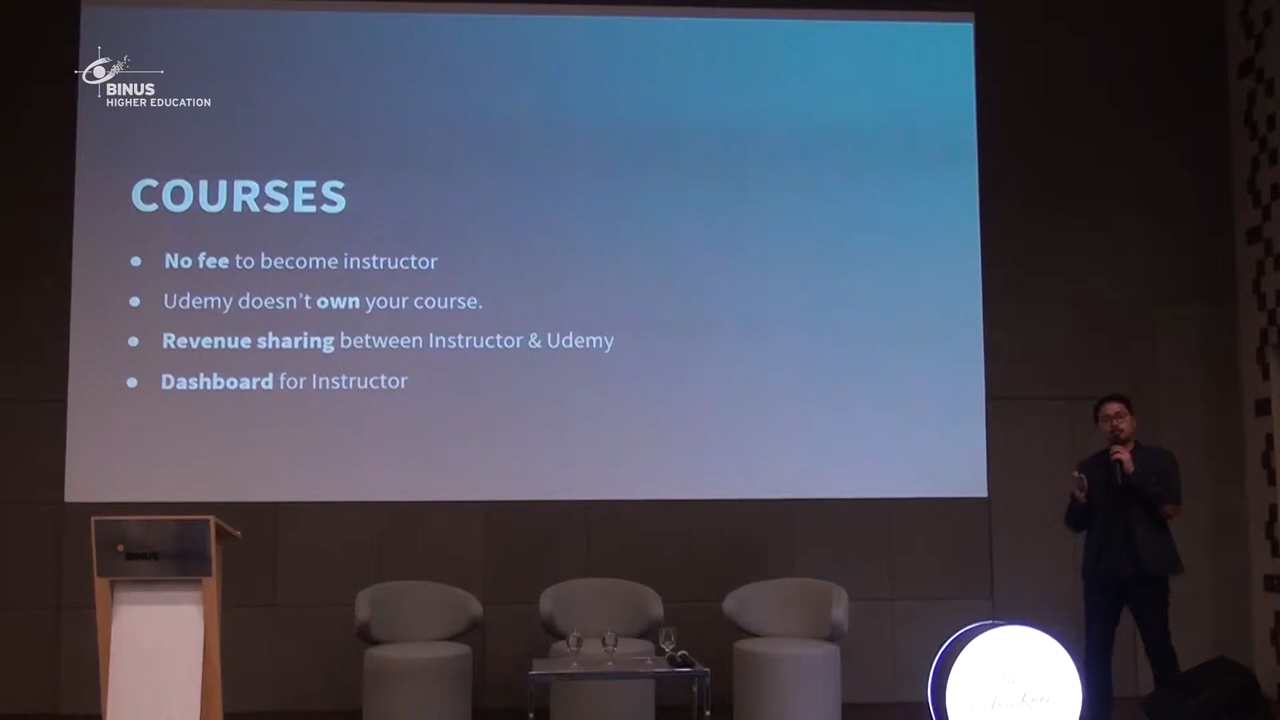 BINUS
HIGHER EDUCATION
COURSES
● No fee to become instructor
● Udemy doesn't own your course.
● Revenue sharing between Instructor & Udemy
● Dashboard for Instructor
BINUS